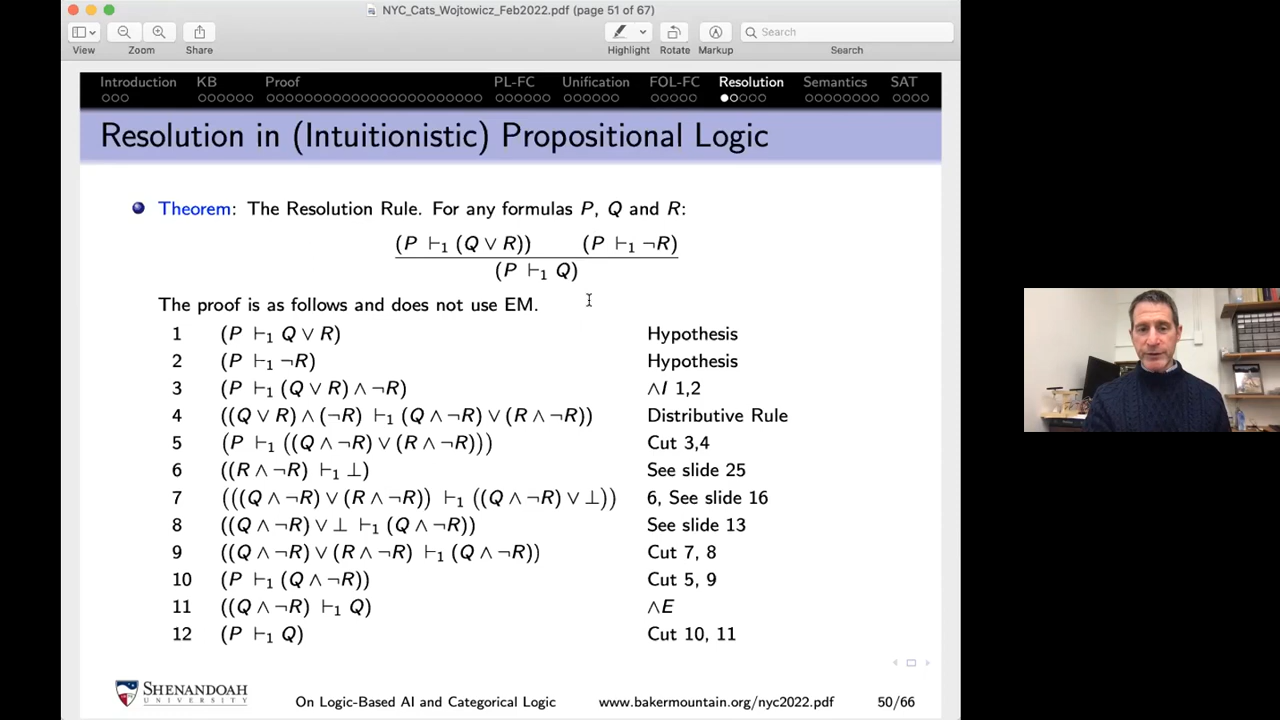 NYC_Cats_Wojtowicz_Feb2022.pdf (page 51 of 67)
View Zoom Share Highlight Rotate Markup Search
Search
Introduction KB Proof PL-FC Unification FOL-FC Resolution Semantics SAT
Resolution in (Intuitionistic) Propositional Logic
Theorem: The Resolution Rule. For any formulas P, Q and R:
(P ⊢₁ (Q ∨ R)) (P ⊢₁ ¬R)
(P ⊢₁ Q)
The proof is as follows and does not use EM.
1 (P ⊢₁ Q ∨ R) Hypothesis
2 (P ⊢₁ ¬R) Hypothesis
3 (P ⊢₁ (Q ∨ R) ∧ ¬R) ∧I 1,2
4 ((Q ∨ R) ∧ (¬R) ⊢₁ (Q ∧ ¬R) ∨ (R ∧ ¬R)) Distributive Rule
5 (P ⊢₁ ((Q ∧ ¬R) ∨ (R ∧ ¬R))) Cut 3,4
6 ((R ∧ ¬R) ⊢₁ ⊥) See slide 25
7 (((Q ∧ ¬R) ∨ (R ∧ ¬R)) ⊢₁ ((Q ∧ ¬R) ∨ ⊥)) 6, See slide 16
8 ((Q ∧ ¬R) ∨ ⊥ ⊢₁ (Q ∧ ¬R)) See slide 13
9 ((Q ∧ ¬R) ∨ (R ∧ ¬R) ⊢₁ (Q ∧ ¬R)) Cut 7, 8
10 (P ⊢₁ (Q ∧ ¬R)) Cut 5, 9
11 ((Q ∧ ¬R) ⊢₁ Q) ∧E
12 (P ⊢₁ Q) Cut 10, 11
SHENANDOAH
UNIVERSITY
On Logic-Based AI and Categorical Logic www.bakermountain.org/nyc2022.pdf 50/66